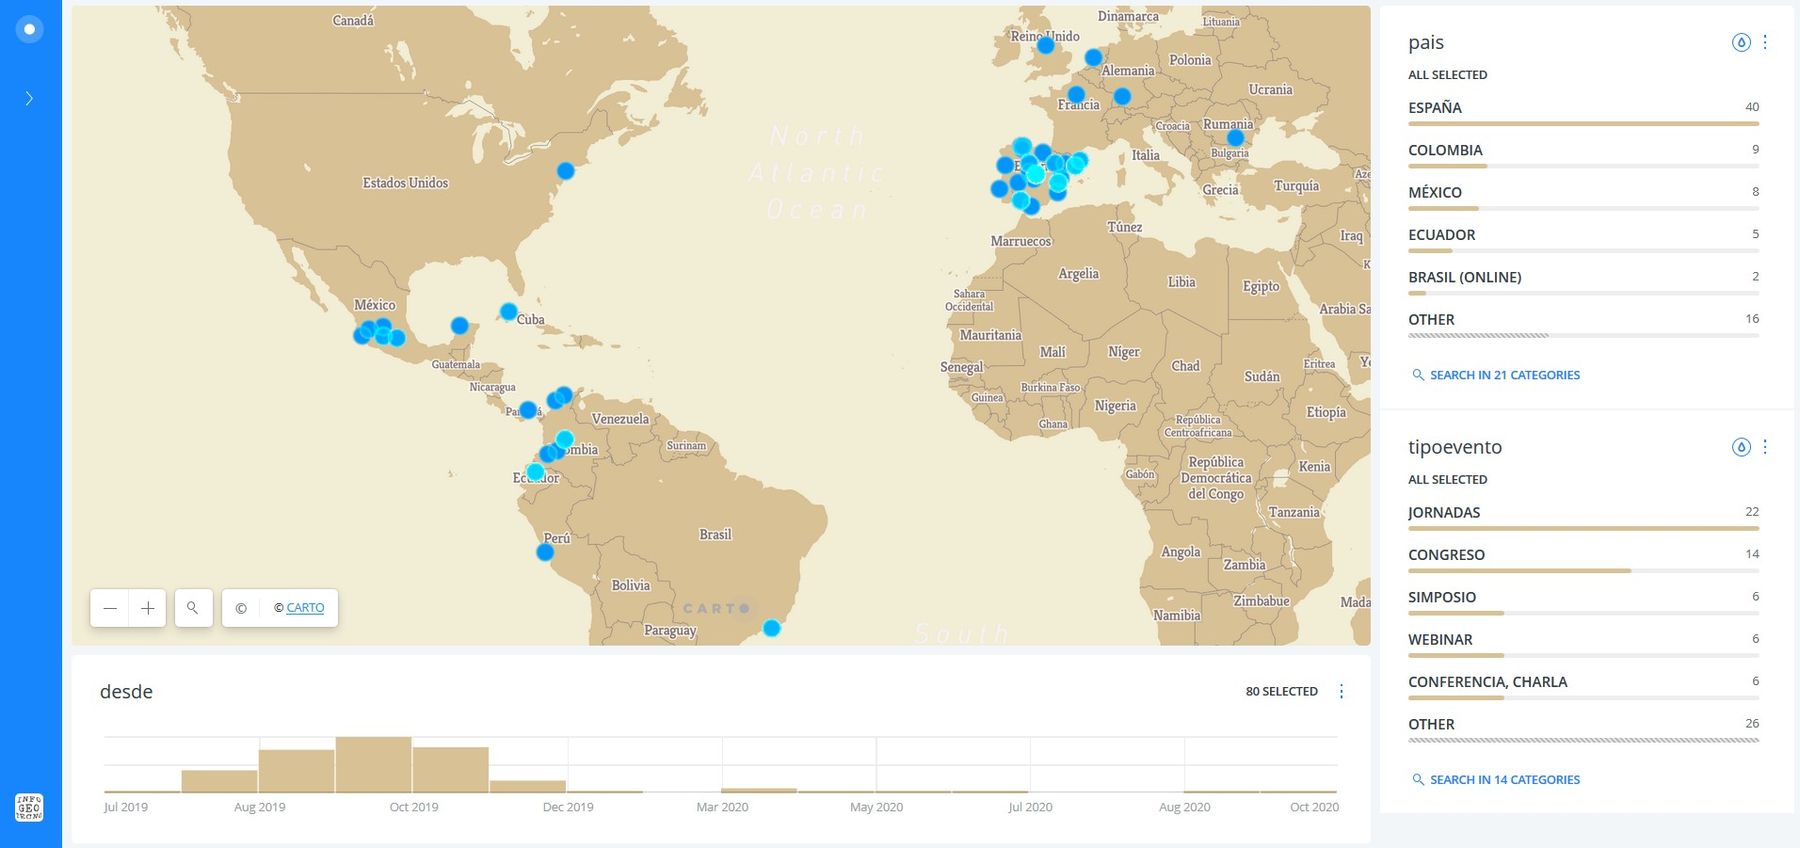 Canadá
Dinamarca
Lituania
Reino Unido
Polonia
Alemania
Ucrania
Francia
Croacia
Rumania
Bulgaria
Italia
Estados Unidos
Grecia
Turquía
North
Atlantic
Ocean
Túnez
Marruecos
Iraq
Argelia
Libia
Egipto
Sahara
Occidental
Arabia Sa
México
Cuba
Mauritania
Malí
Níger
Chad
Guatemala
Senegal
Sudán
Eritrea
Nicaragua
Burkina Faso
Guinea
Nigeria
Etiopía
Venezuela
Ghana
República
Centroafricana
Surinam
ombia
Gabón
República
Democrática
del Congo
Kenia
Tanzania
Perú
Brasil
Angola
Zambia
Bolivia
Zimbabue
Mada
Namibia
Paraguay
South
CARTO
© © CARTO
desde
80 SELECTED
Jul 2019 Aug 2019 Oct 2019 Dec 2019 Mar 2020 May 2020 Jul 2020 Aug 2020 Oct 2020
INFO
GEO
pais
ALL SELECTED
ESPAÑA 40
COLOMBIA 9
MÉXICO 8
ECUADOR 5
BRASIL (ONLINE) 2
OTHER 16
SEARCH IN 21 CATEGORIES
tipoevento
ALL SELECTED
JORNADAS 22
CONGRESO 14
SIMPOSIO 6
WEBINAR 6
CONFERENCIA, CHARLA 6
OTHER 26
SEARCH IN 14 CATEGORIES